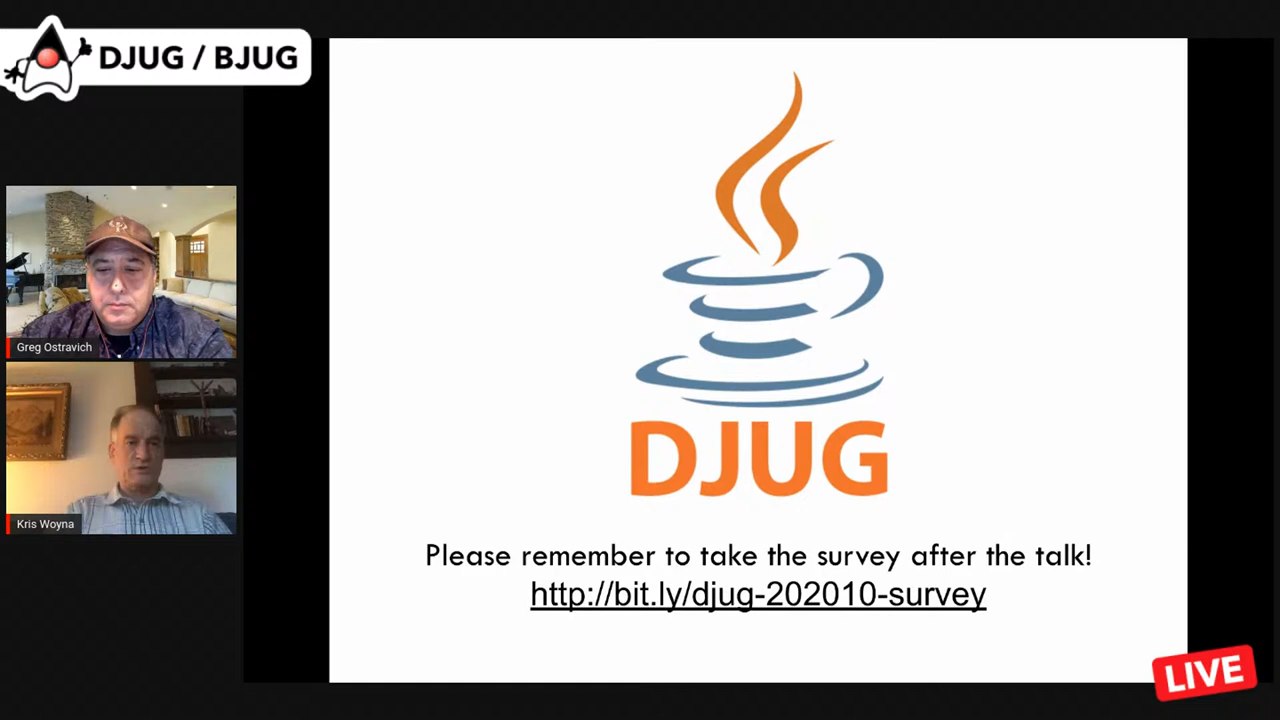 DJUG / BJUG
Greg Ostravich
Kris Woyna
DJUG
Please remember to take the survey after the talk!
http://bit.ly/djug-202010-survey
LIVE